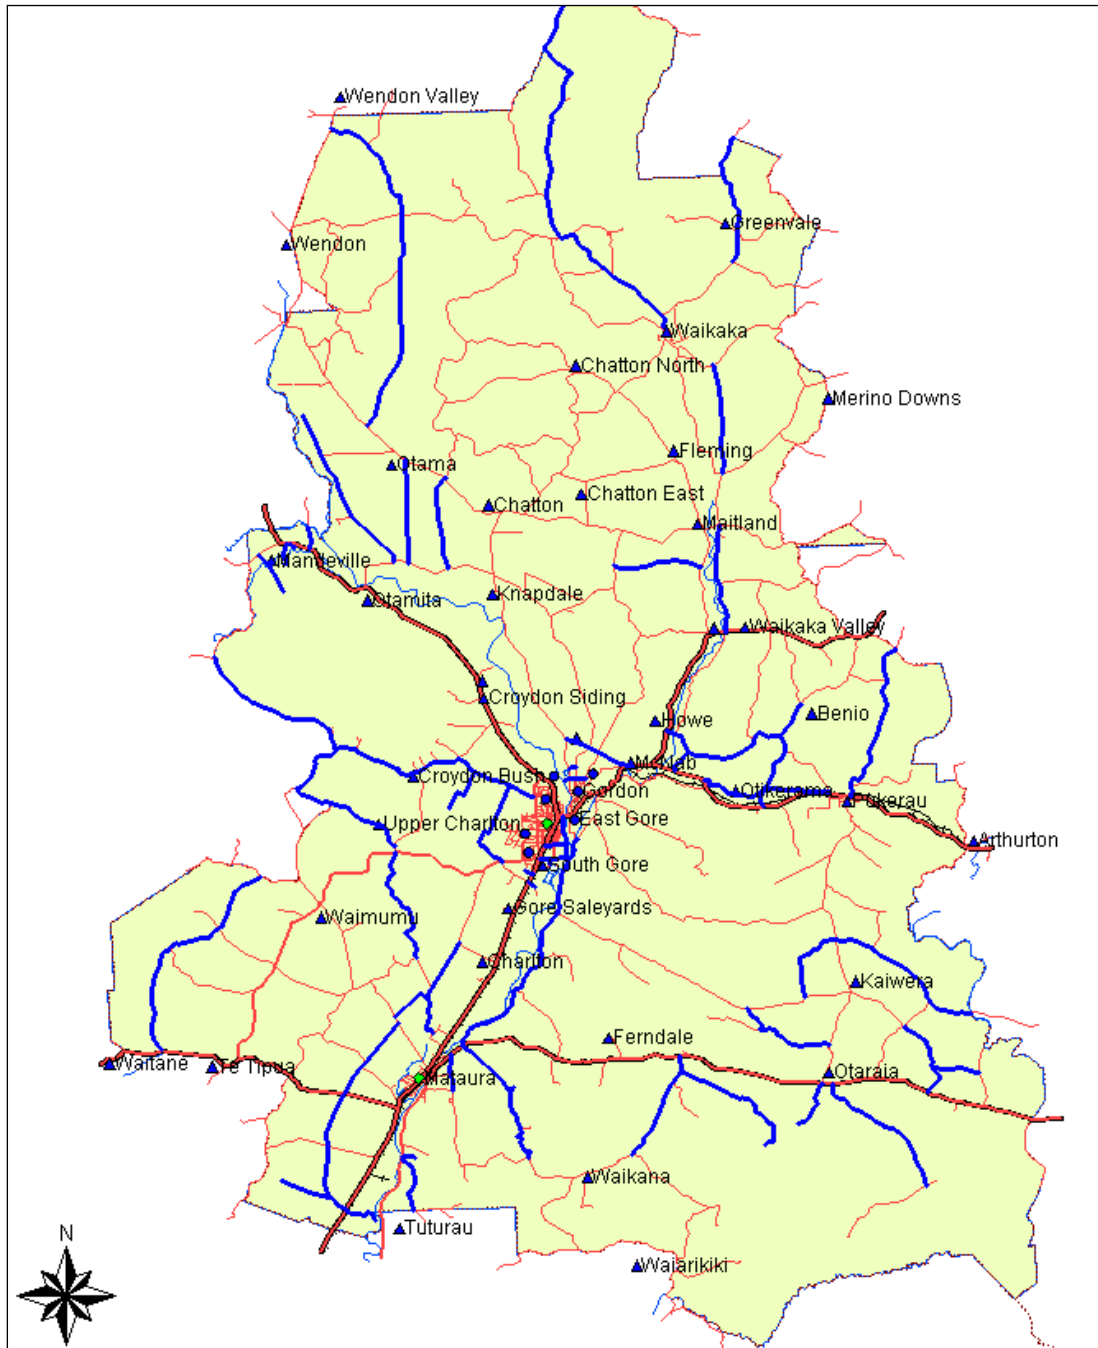 Wendon Valley
Greenvale
Wendon
Waikaka
Chatton North
Merino Downs
Fleming
Otama
Chatton East
Chatton
Maitland
Mandeville
Knapdale
Otamita
Waikaka Valley
Croydon Siding
Benio
Howe
McNab
Croydon Bush
Gordon
Otikerama
Pukerau
East Gore
Upper Charlton
Arthurton
South Gore
Gore Saleyards
Waimumu
Charlton
Kaiwera
Ferndale
Waitane
Te Tipua
Otaraia
Mataura
Waikana
Tuturau
N
Waiarikiki